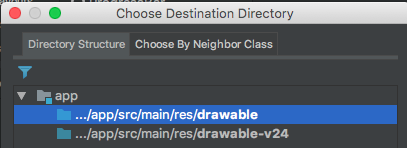 Choose Destination Directory
Directory Structure Choose By Neighbor Class
app
.../app/src/main/res/drawable
.../app/src/main/res/drawable-v24